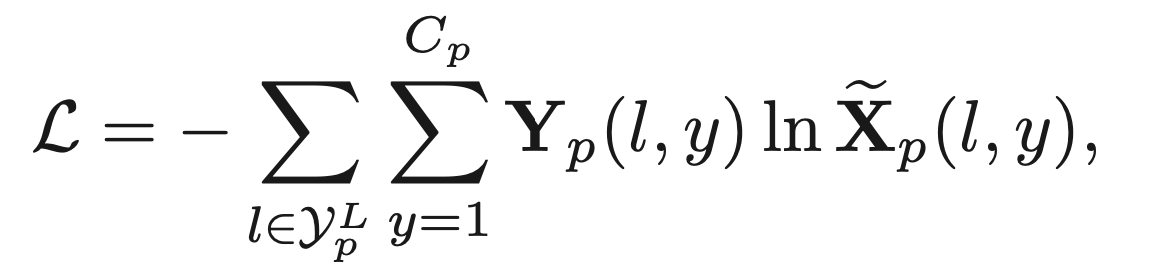 $$\mathcal{L} = -\sum_{l \in \mathcal{Y}_p^L} \sum_{y=1}^{C_p} \mathbf{Y}_p(l, y) \ln \widetilde{\mathbf{X}}_p(l, y),$$